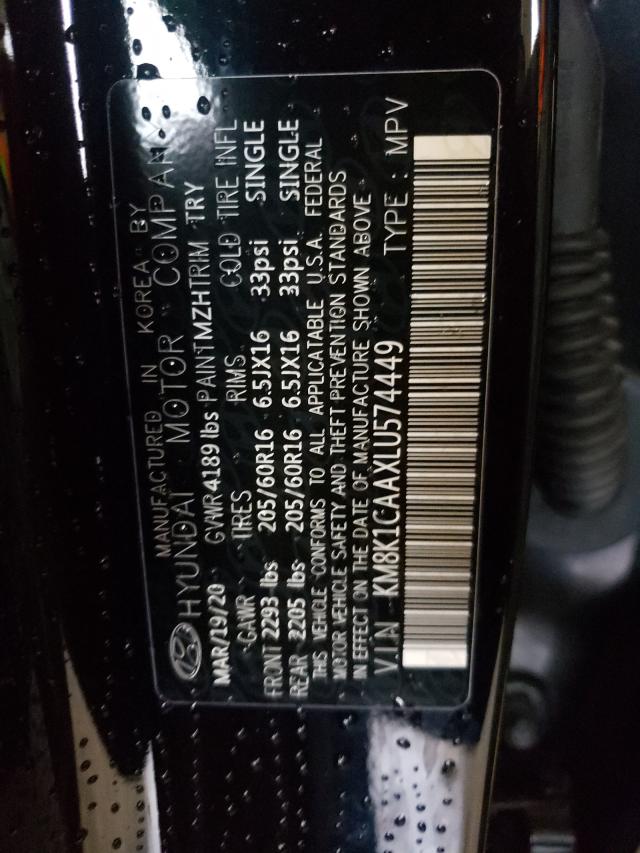 MANUFACTURED IN KOREA BY
HYUNDAI MOTOR COMPANY
MAR/19/20 GVWR 4189 lbs PAINT MZH TRIM TRY
GAWR TIRES RIMS COLD TIRE INFL
FRONT 2293 lbs 205/60R16 6.5JX16 33psi SINGLE
REAR 2205 lbs 205/60R16 6.5JX16 33psi SINGLE
THIS VEHICLE CONFORMS TO ALL APPLICATABLE U.S.A. FEDERAL
MOTOR VEHICLE SAFETY AND THEFT PREVENTION STANDARDS
IN EFFECT ON THE DATE OF MANUFACTURE SHOWN ABOVE
V.I.N : KM8K1CAAXLU574449 TYPE : MPV